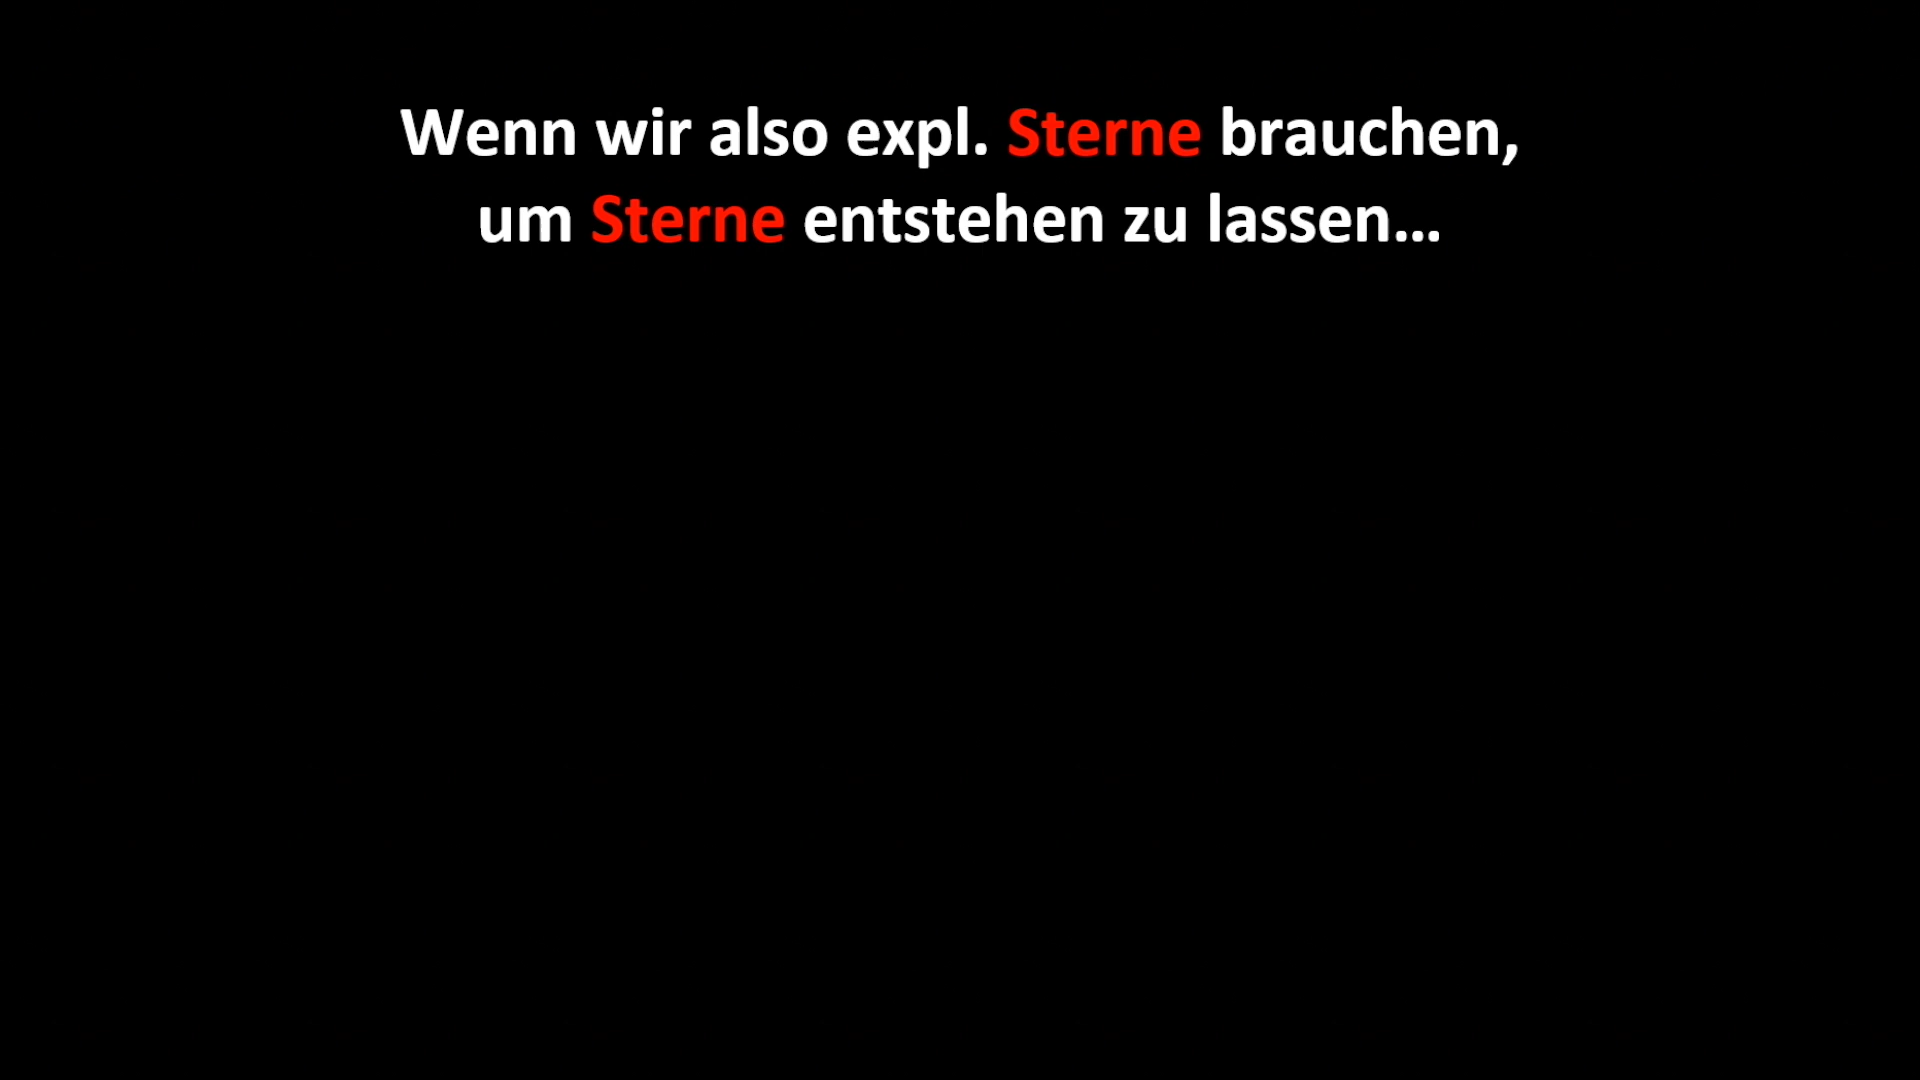 Wenn wir also expl. Sterne brauchen,
um Sterne entstehen zu lassen…